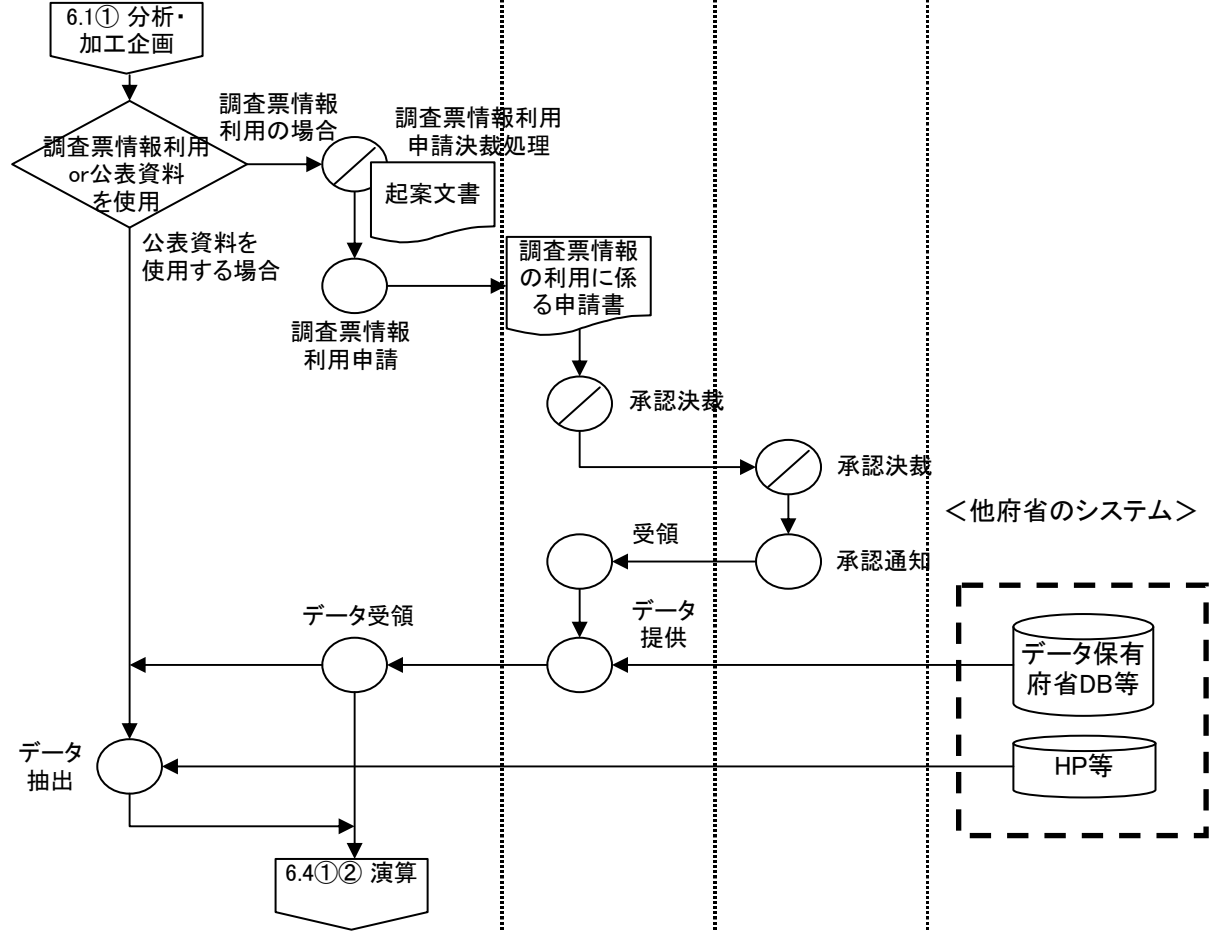 6.1① 分析・
加工企画
調査票情報利用
or公表資料
を使用
調査票情報
利用の場合
調査票情報利用
申請決裁処理
起案文書
公表資料を
使用する場合
調査票情報
利用申請
調査票情報
の利用に係
る申請書
承認決裁
承認決裁
＜他府省のシステム＞
受領
承認通知
データ受領
データ
提供
データ保有
府省DB等
データ
抽出
HP等
6.4①② 演算